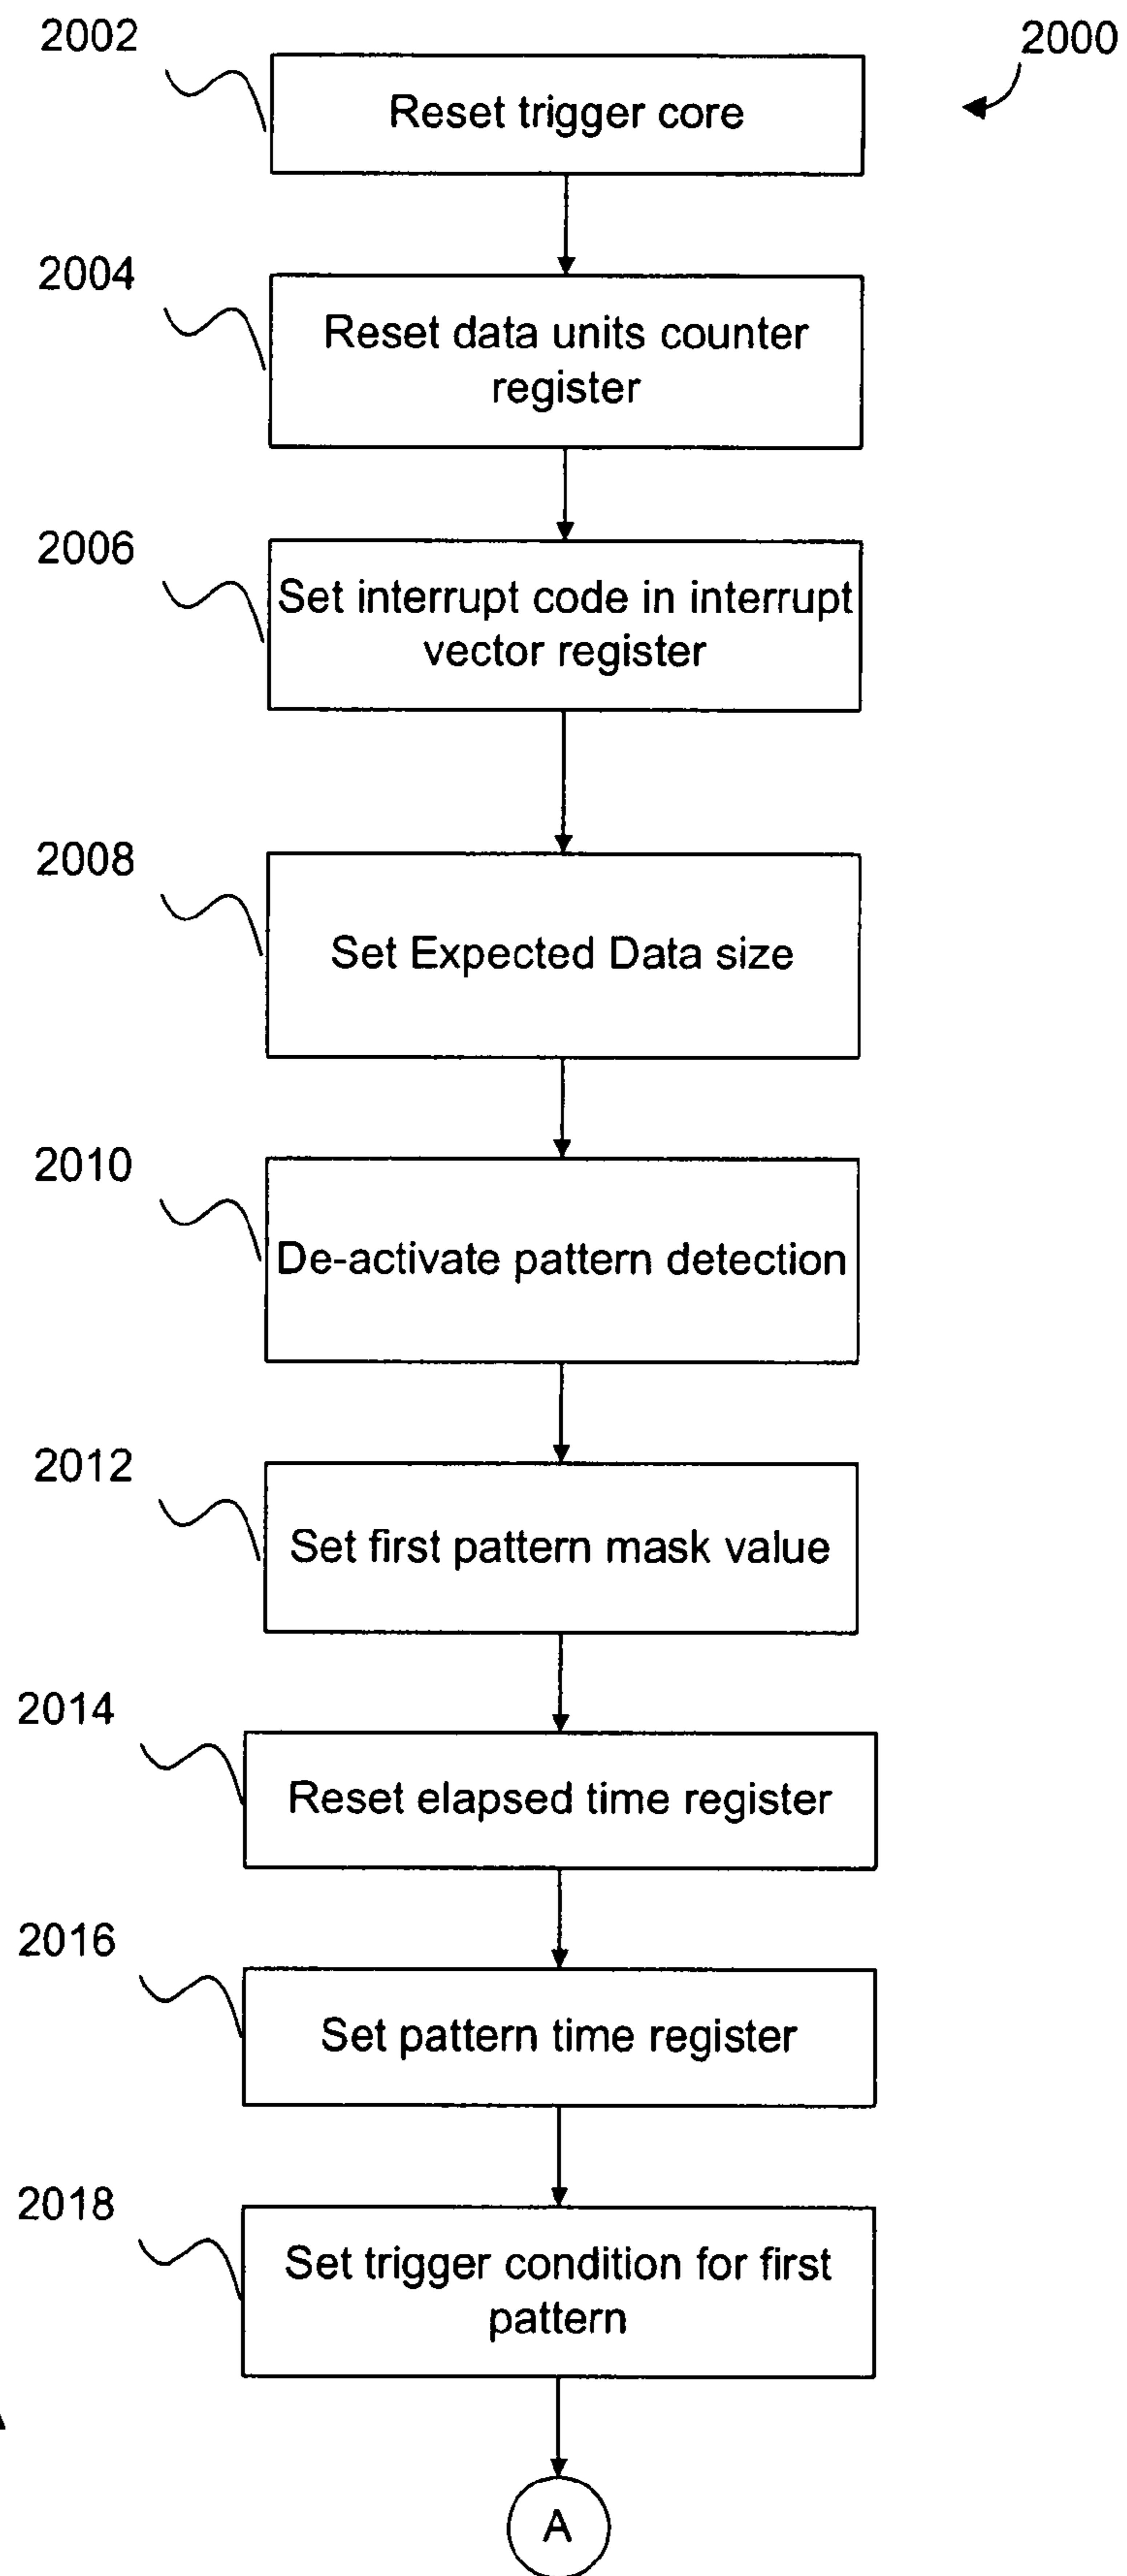 2002
2000
Reset trigger core
2004
Reset data units counter
register
2006
Set interrupt code in interrupt
vector register
2008
Set Expected Data size
2010
De-activate pattern detection
2012
Set first pattern mask value
2014
Reset elapsed time register
2016
Set pattern time register
2018
Set trigger condition for first
pattern
A